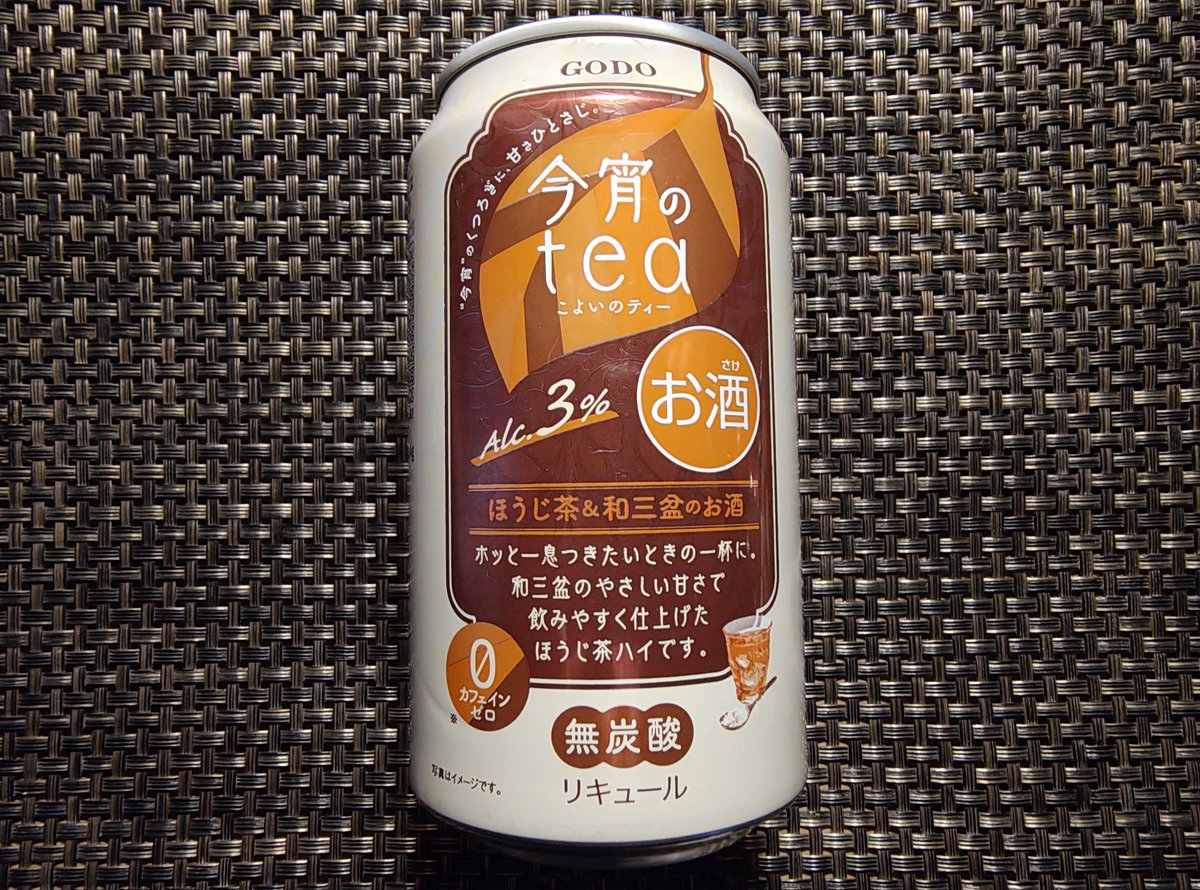 GODO
“今宵”のくつろぎに、甘さひとさじ。
今宵の
tea
こよいのティー
さけ
お酒
Alc.3%
ほうじ茶&和三盆のお酒
ホッと一息つきたいときの一杯に。
和三盆のやさしい甘さで
飲みやすく仕上げた
ほうじ茶ハイです。
0
カフェイン
ゼロ
※
無炭酸
写真はイメージです。
リキュール